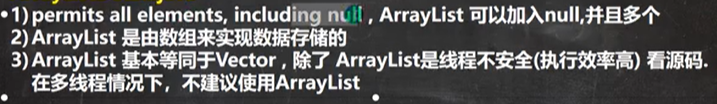 • 1) permits all elements, including null , ArrayList 可以加入null,并且多个
2) ArrayList 是由数组来实现数据存储的
3) ArrayList 基本等同于Vector , 除了 ArrayList是线程不安全(执行效率高) 看源码.
在多线程情况下，不建议使用ArrayList